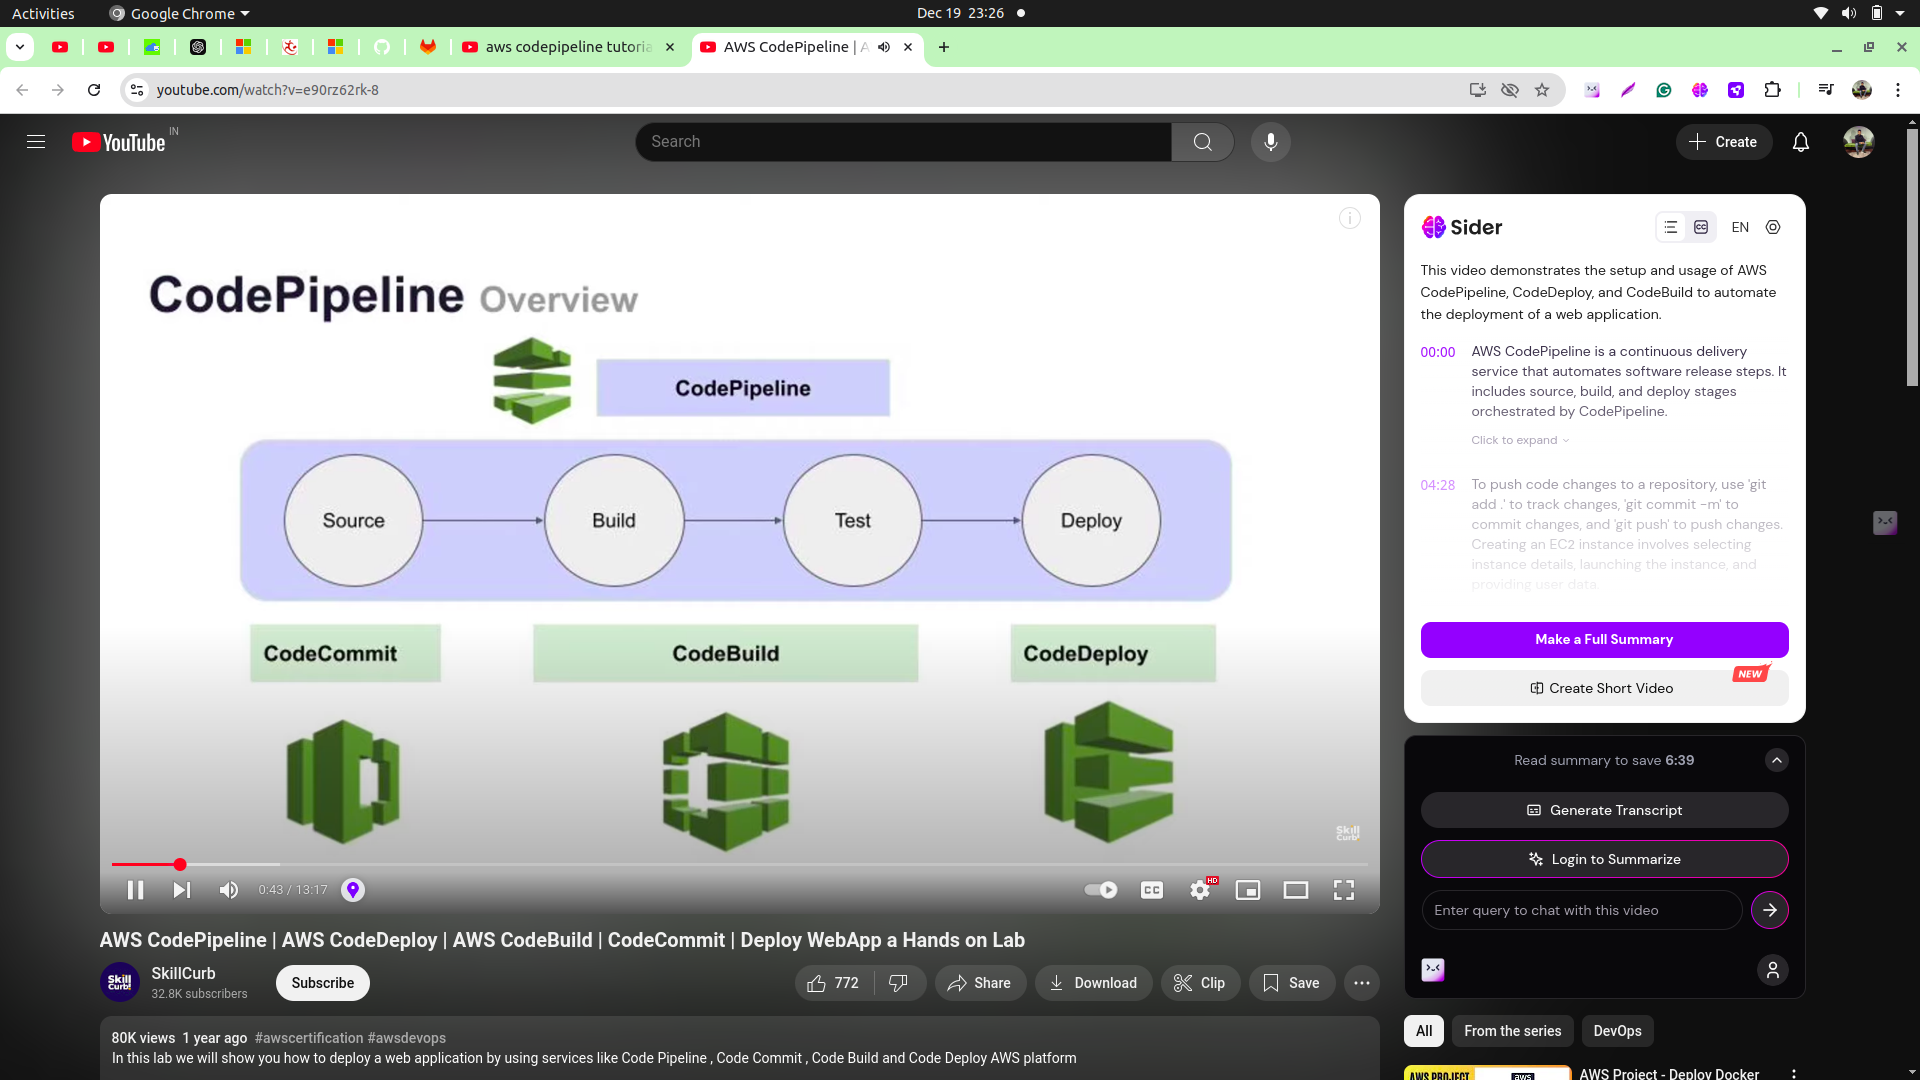 Activities
Google Chrome
Dec 19 23:26
aws codepipeline tutoria
AWS CodePipeline | A
youtube.com/watch?v=e90rz62rk-8
YouTube
IN
Search
Create
CodePipeline Overview
CodePipeline
Source
Build
Test
Deploy
CodeCommit
CodeBuild
CodeDeploy
Skill
Curb!
0:43 / 13:17
CC
HD
AWS CodePipeline | AWS CodeDeploy | AWS CodeBuild | CodeCommit | Deploy WebApp a Hands on Lab
Skill
Curb!
SkillCurb
32.8K subscribers
Subscribe
772
Share
Download
Clip
Save
80K views 1 year ago #awscertification #awsdevops
In this lab we will show you how to deploy a web application by using services like Code Pipeline , Code Commit , Code Build and Code Deploy AWS platform
Sider
CC
EN
This video demonstrates the setup and usage of AWS
CodePipeline, CodeDeploy, and CodeBuild to automate
the deployment of a web application.
00:00
AWS CodePipeline is a continuous delivery
service that automates software release steps. It
includes source, build, and deploy stages
orchestrated by CodePipeline.
Click to expand
04:28
To push code changes to a repository, use 'git
add .' to track changes, 'git commit -m' to
commit changes, and 'git push' to push changes.
Creating an EC2 instance involves selecting
instance details, launching the instance, and
providing user data.
Make a Full Summary
NEW
Create Short Video
Read summary to save 6:39
Generate Transcript
Login to Summarize
Enter query to chat with this video
All
From the series
DevOps
AWS PROJECT
aws
AWS Project - Deploy Docker